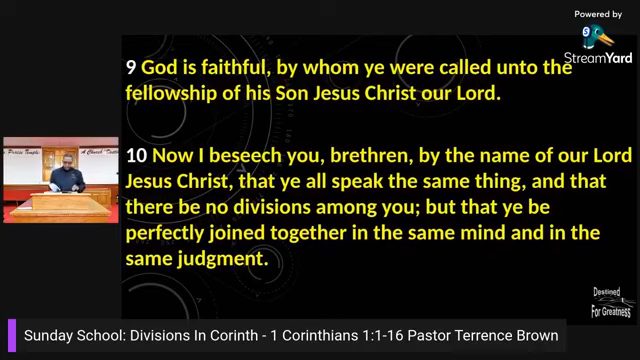 Powered by
StreamYard
9 God is faithful, by whom ye were called unto the
fellowship of his Son Jesus Christ our Lord.
10 Now I beseech you, brethren, by the name of our Lord
Jesus Christ, that ye all speak the same thing, and that
there be no divisions among you; but that ye be
perfectly joined together in the same mind and in the
same judgment.
Praise Temple
A Church
Destined
For Greatness
Sunday School: Divisions In Corinth - 1 Corinthians 1:1-16 Pastor Terrence Brown